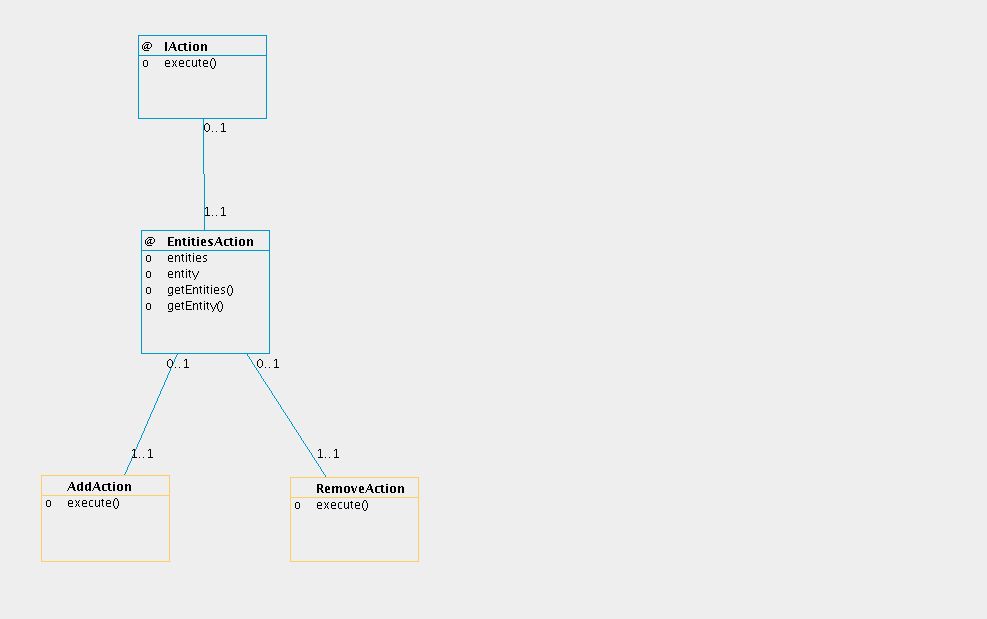 @ IAction
o execute()
0..1
1..1
@ EntitiesAction
o entities
o entity
o getEntities()
o getEntity()
0..1 0..1
1..1 1..1
AddAction
o execute()
RemoveAction
o execute()